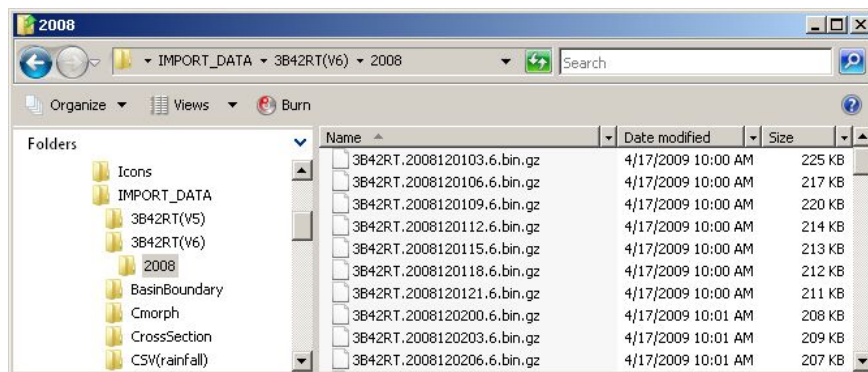 2008
IMPORT_DATA 3B42RT(V6) 2008 Search
Organize Views Burn
Folders
Icons
IMPORT_DATA
3B42RT(V5)
3B42RT(V6)
2008
BasinBoundary
Cmorph
CrossSection
CSV(rainfall)
Name Date modified Size
3B42RT.2008120103.6.bin.gz 4/17/2009 10:00 AM 225 KB
3B42RT.2008120106.6.bin.gz 4/17/2009 10:00 AM 217 KB
3B42RT.2008120109.6.bin.gz 4/17/2009 10:00 AM 220 KB
3B42RT.2008120112.6.bin.gz 4/17/2009 10:00 AM 214 KB
3B42RT.2008120115.6.bin.gz 4/17/2009 10:00 AM 213 KB
3B42RT.2008120118.6.bin.gz 4/17/2009 10:00 AM 212 KB
3B42RT.2008120121.6.bin.gz 4/17/2009 10:00 AM 211 KB
3B42RT.2008120200.6.bin.gz 4/17/2009 10:01 AM 208 KB
3B42RT.2008120203.6.bin.gz 4/17/2009 10:01 AM 209 KB
3B42RT.2008120206.6.bin.gz 4/17/2009 10:01 AM 207 KB